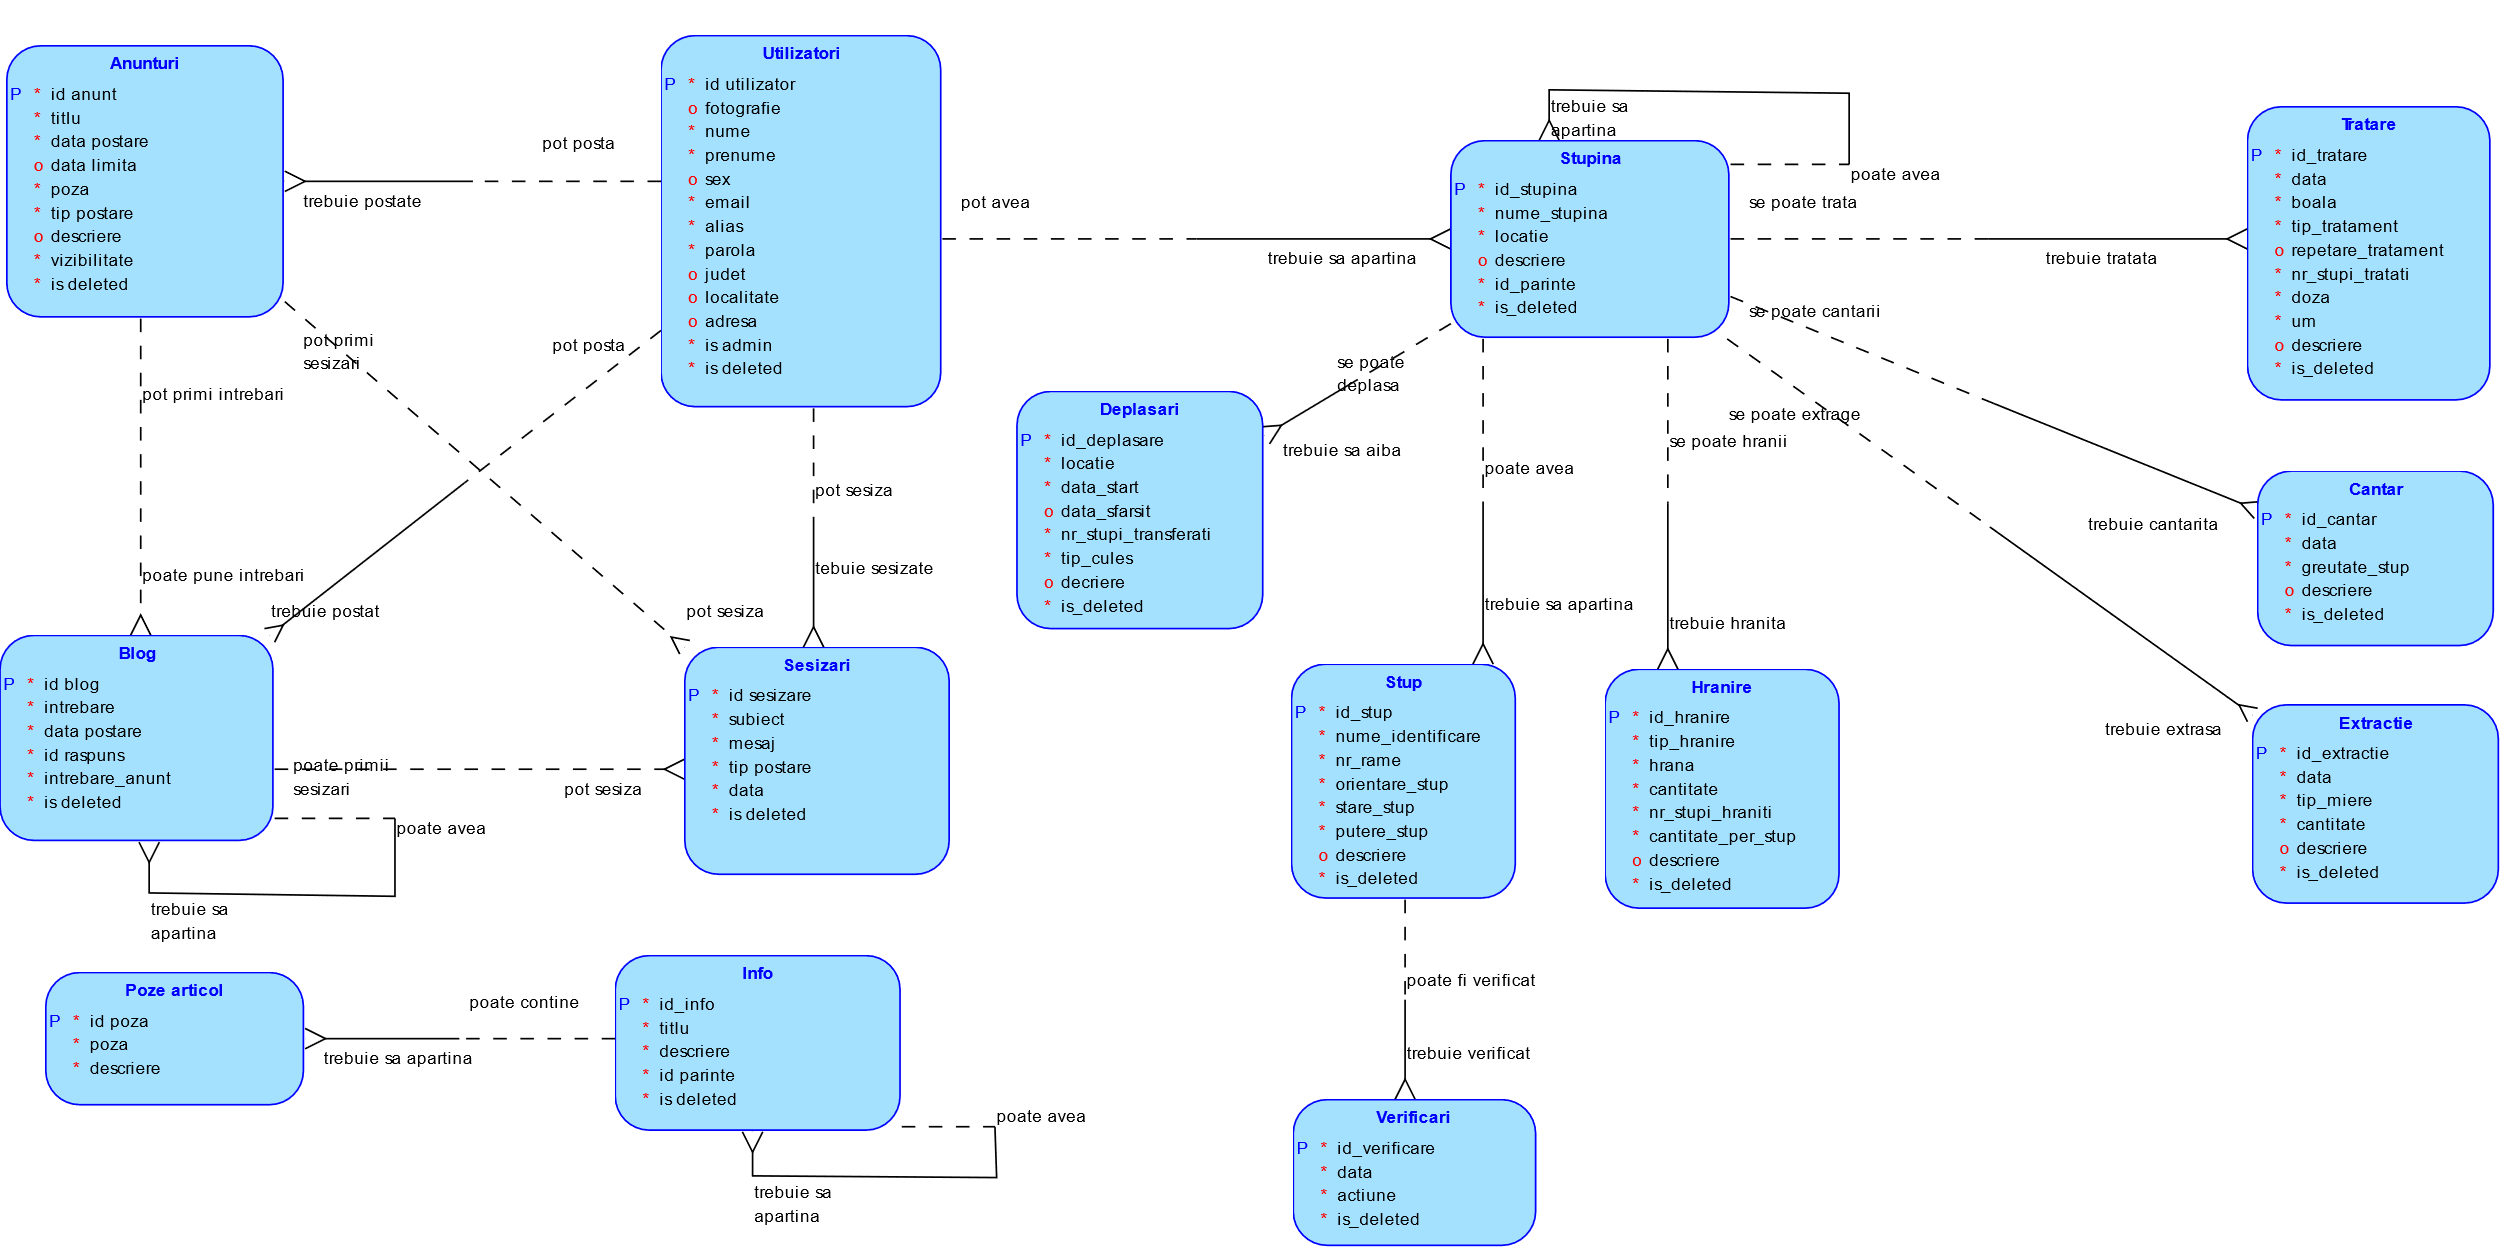 Anunturi
P * id anunt
* titlu
* data postare
o data limita
* poza
* tip postare
o descriere
* vizibilitate
* is deleted
pot posta
trebuie postate
Utilizatori
P * id utilizator
o fotografie
* nume
* prenume
o sex
* email
* alias
* parola
o judet
o localitate
o adresa
* is admin
* is deleted
pot avea
trebuie sa apartina
trebuie sa
apartina
poate avea
Stupina
P * id_stupina
* nume_stupina
* locatie
o descriere
* id_parinte
* is_deleted
se poate trata
trebuie tratata
Tratare
P * id_tratare
* data
* boala
* tip_tratament
o repetare_tratament
* nr_stupi_tratati
* doza
* um
o descriere
* is_deleted
pot primi
sesizari
pot posta
pot primi intrebari
poate pune intrebari
trebuie postat
pot sesiza
tebuie sesizate
pot sesiza
se poate
deplasa
trebuie sa aiba
Deplasari
P * id_deplasare
* locatie
* data_start
o data_sfarsit
* nr_stupi_transferati
* tip_cules
o decriere
* is_deleted
poate avea
trebuie sa apartina
se poate hranii
trebuie hranita
se poate extrage
trebuie extrasa
se poate cantarii
trebuie cantarita
Cantar
P * id_cantar
* data
* greutate_stup
o descriere
* is_deleted
Blog
P * id blog
* intrebare
* data postare
* id raspuns
* intrebare_anunt
* is deleted
poate primii
sesizari
pot sesiza
poate avea
trebuie sa
apartina
Sesizari
P * id sesizare
* subiect
* mesaj
* tip postare
* data
* is deleted
Stup
P * id_stup
* nume_identificare
* nr_rame
* orientare_stup
* stare_stup
* putere_stup
o descriere
* is_deleted
Hranire
P * id_hranire
* tip_hranire
* hrana
* cantitate
* nr_stupi_hraniti
* cantitate_per_stup
o descriere
* is_deleted
Extractie
P * id_extractie
* data
* tip_miere
* cantitate
o descriere
* is_deleted
Poze articol
P * id poza
* poza
* descriere
poate contine
trebuie sa apartina
Info
P * id_info
* titlu
* descriere
* id parinte
* is deleted
poate avea
trebuie sa
apartina
poate fi verificat
trebuie verificat
Verificari
P * id_verificare
* data
* actiune
* is_deleted